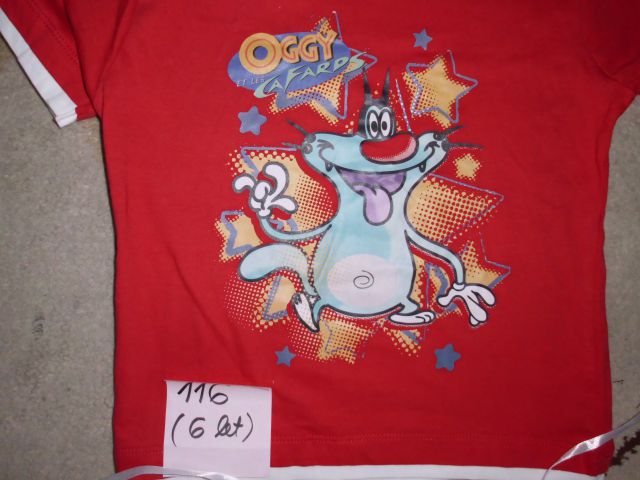 OGGY
ET LES
CAFARDS
116
(6 let)